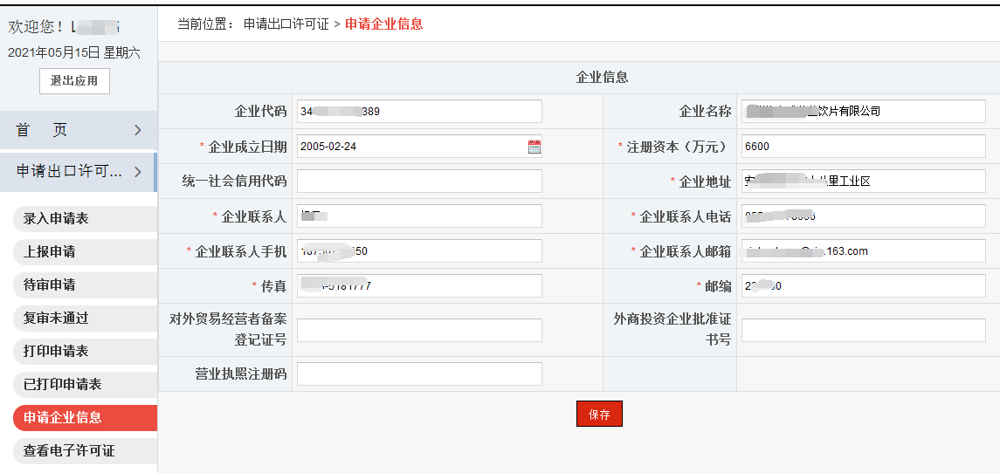 欢迎您！L
2021年05月15日 星期六
退出应用
首 页
申请出口许可...
录入申请表
上报申请
待审申请
复审未通过
打印申请表
已打印申请表
申请企业信息
查看电子许可证
当前位置： 申请出口许可证 > 申请企业信息
企业信息
企业代码 34 389 企业名称 饮片有限公司
* 企业成立日期 2005-02-24 * 注册资本（万元） 6600
统一社会信用代码 * 企业地址 里工业区
* 企业联系人 * 企业联系人电话
* 企业联系人手机 50 * 企业联系人邮箱 .163.com
* 传真 5181777 * 邮编 2 0
对外贸易经营者备案登记证号 外商投资企业批准证书号
营业执照注册码
保存